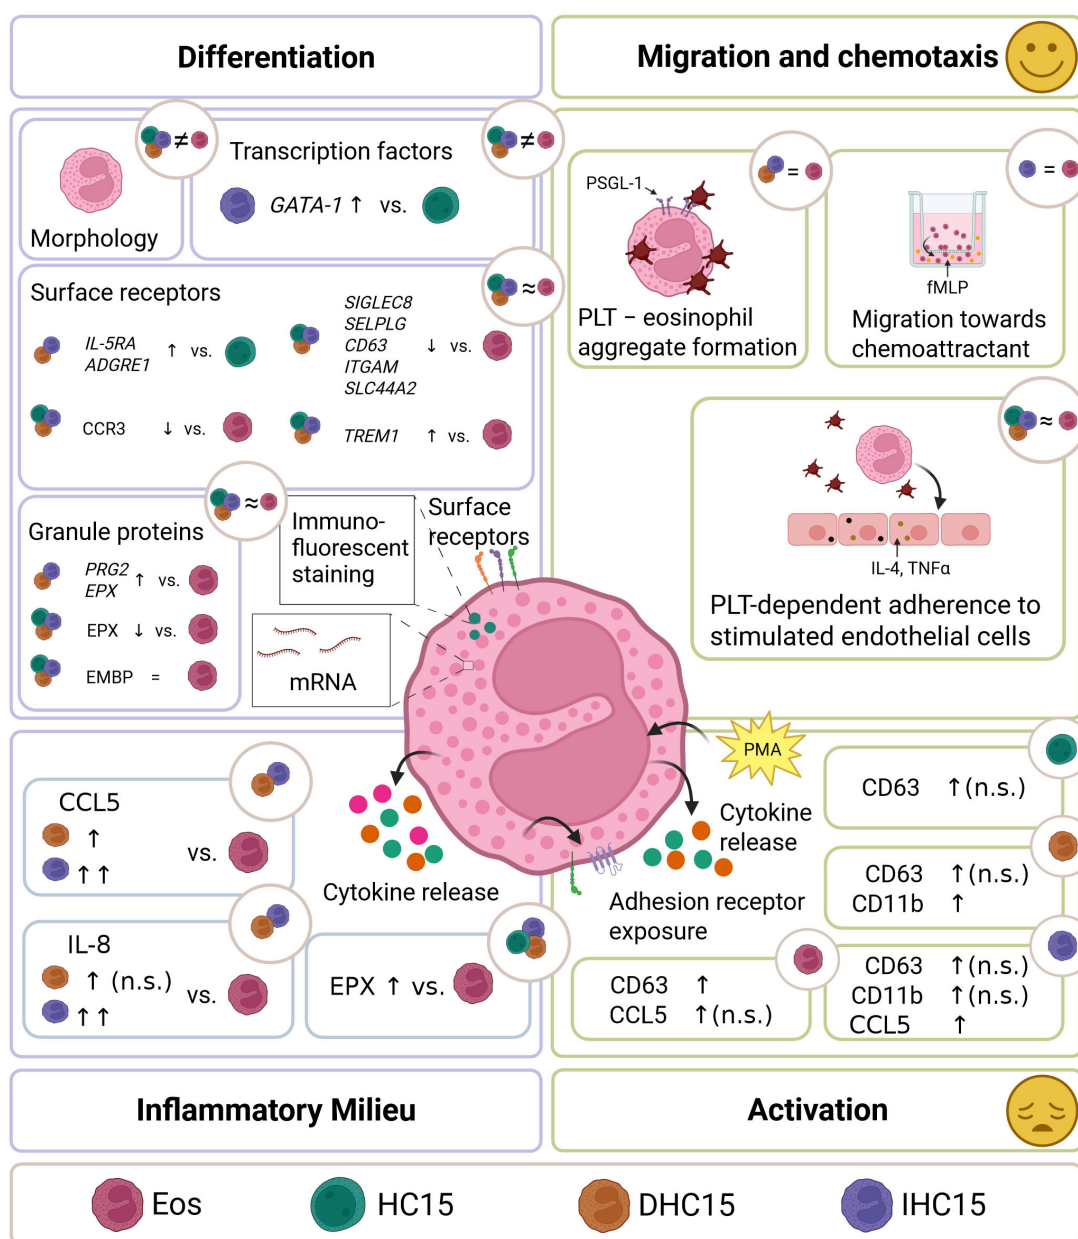 Differentiation
Migration and chemotaxis
≠
Morphology
≠
Transcription factors
GATA-1 ↑ vs.
≈
Surface receptors
IL-5RA
ADGRE1
↑ vs.
SIGLEC8
SELPLG
CD63
ITGAM
SLC44A2
↓ vs.
CCR3 ↓ vs.
TREM1 ↑ vs.
≈
Granule proteins
PRG2
EPX
↑ vs.
EPX ↓ vs.
EMBP =
Immuno-
fluorescent
staining
Surface
receptors
mRNA
=
PSGL-1
PLT – eosinophil
aggregate formation
=
fMLP
Migration towards
chemoattractant
≈
IL-4, TNFα
PLT-dependent adherence to
stimulated endothelial cells
CCL5
↑
↑↑
vs.
IL-8
↑ (n.s.)
↑↑
vs.
EPX ↑ vs.
Cytokine release
PMA
Cytokine
release
Adhesion receptor
exposure
CD63 ↑
CCL5 ↑(n.s.)
CD63 ↑(n.s.)
CD63 ↑(n.s.)
CD11b ↑
CD63 ↑(n.s.)
CD11b ↑(n.s.)
CCL5 ↑
Inflammatory Milieu
Activation
Eos
HC15
DHC15
IHC15